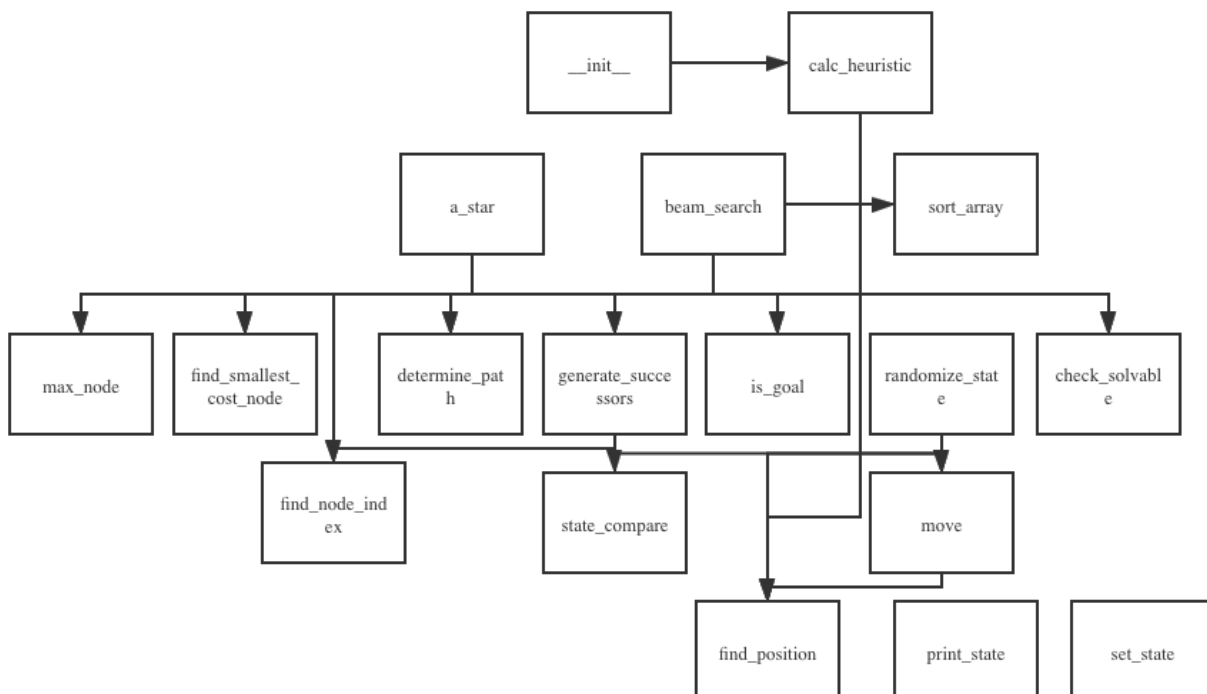 __init__
calc_heuristic
a_star
beam_search
sort_array
max_node
find_smallest_
cost_node
determine_pat
h
generate_succe
ssors
is_goal
randomize_stat
e
check_solvabl
e
find_node_ind
ex
state_compare
move
find_position
print_state
set_state